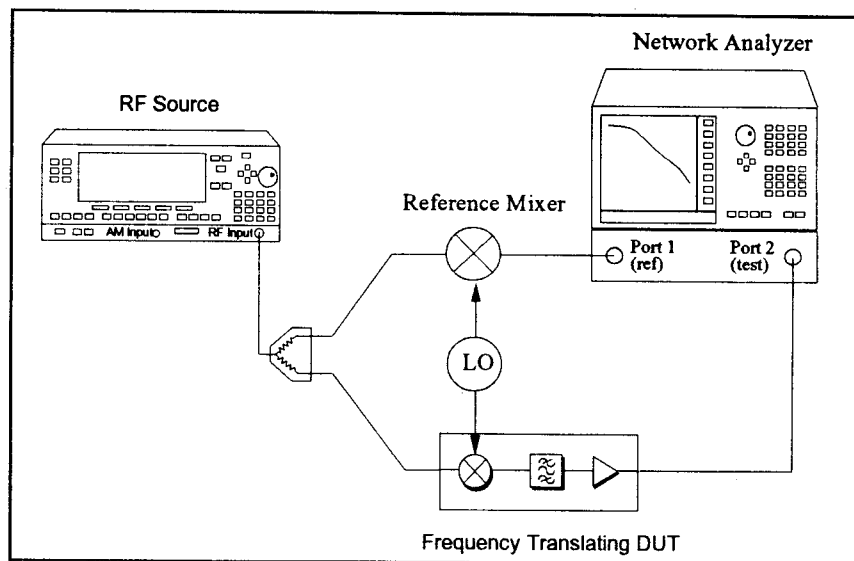 Network Analyzer
RF Source
Reference Mixer
AM Input
RF Input
Port 1
(ref)
Port 2
(test)
LO
Frequency Translating DUT